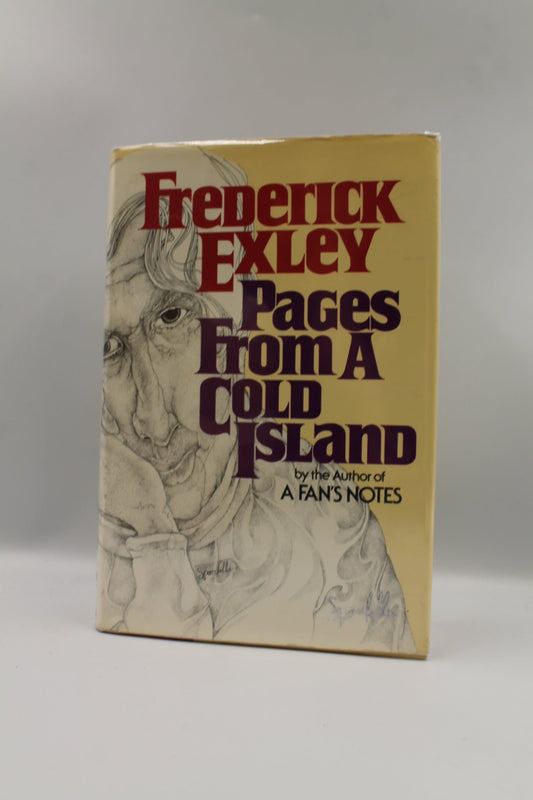 Frederick
Exley
Pages
From A
Cold
Island
by the Author of
A FAN'S NOTES